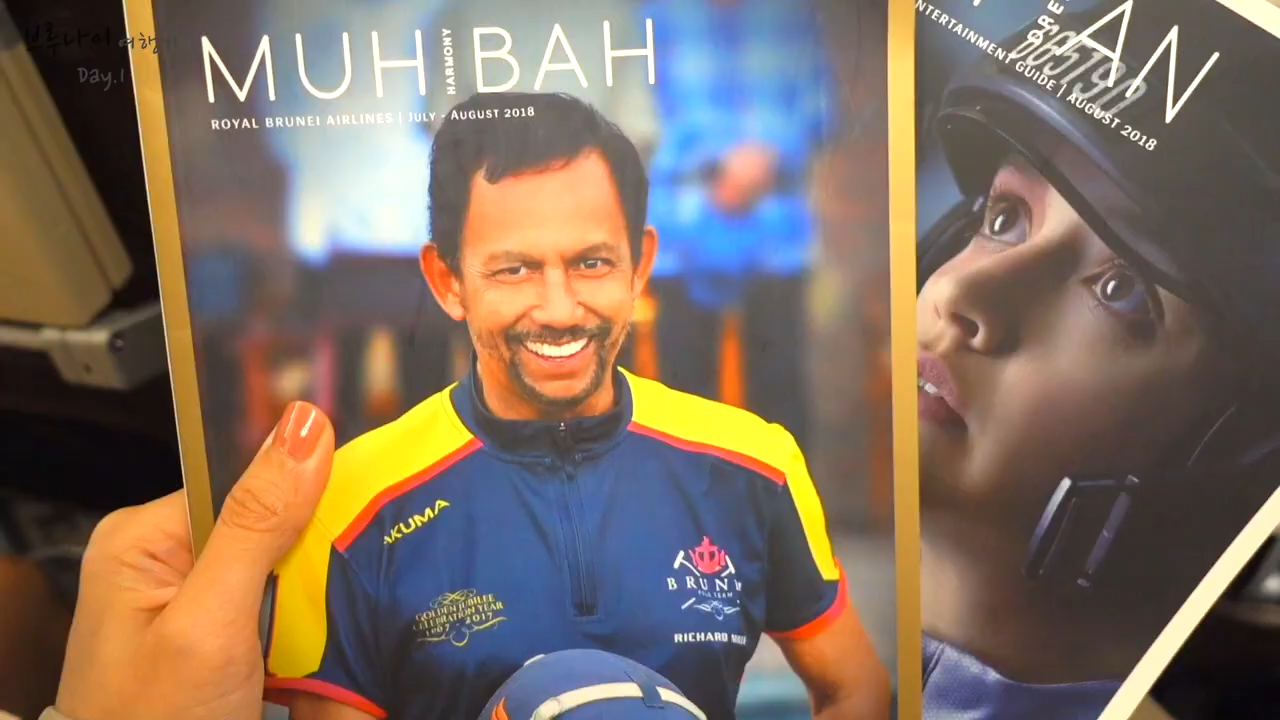 브루나이 여행기
Day.1
MUH HARMONY BAH
ROYAL BRUNEI AIRLINES | JULY - AUGUST 2018
AKUMA
GOLDEN JUBILEE
CELEBRATION YEAR
1967 2017
BRUNEI
POLO TEAM
RICHARD MILLE
AN
ENTERTAINMENT GUIDE | AUGUST 2018